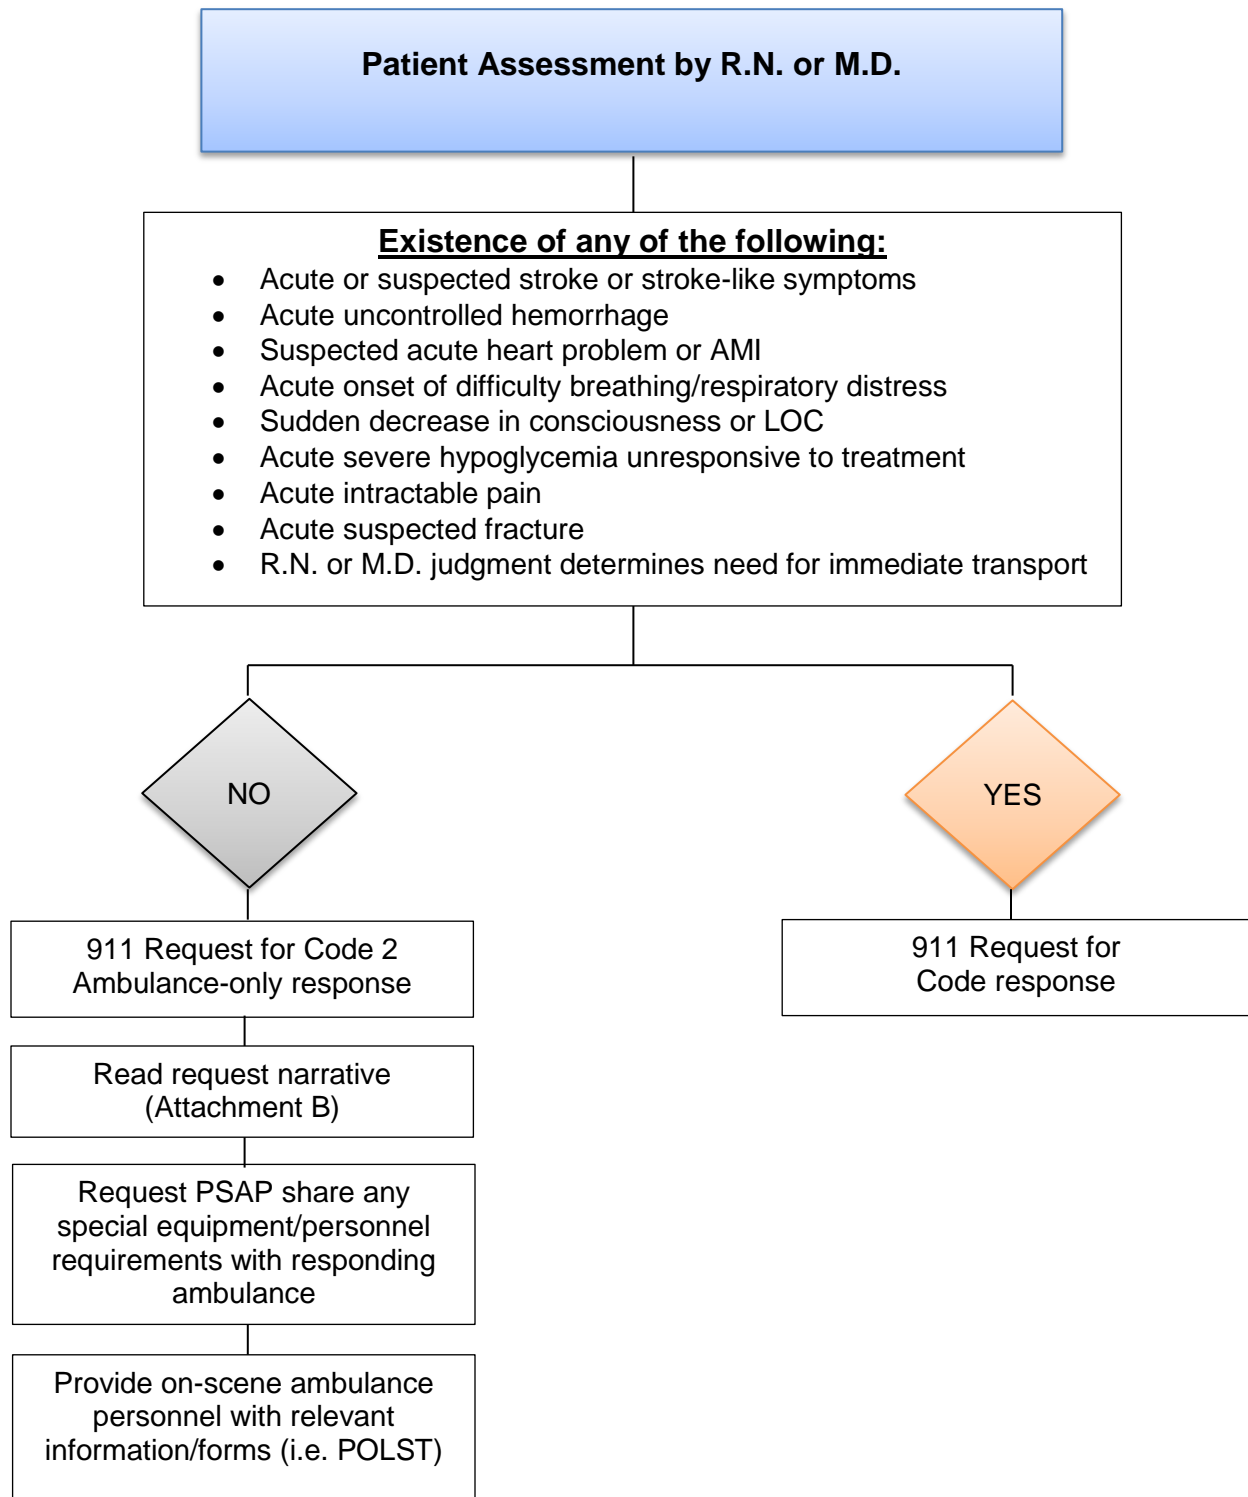 Patient Assessment by R.N. or M.D.
Existence of any of the following:
• Acute or suspected stroke or stroke-like symptoms
• Acute uncontrolled hemorrhage
• Suspected acute heart problem or AMI
• Acute onset of difficulty breathing/respiratory distress
• Sudden decrease in consciousness or LOC
• Acute severe hypoglycemia unresponsive to treatment
• Acute intractable pain
• Acute suspected fracture
• R.N. or M.D. judgment determines need for immediate transport
NO
YES
911 Request for Code 2
Ambulance-only response
911 Request for
Code response
Read request narrative
(Attachment B)
Request PSAP share any
special equipment/personnel
requirements with responding
ambulance
Provide on-scene ambulance
personnel with relevant
information/forms (i.e. POLST)